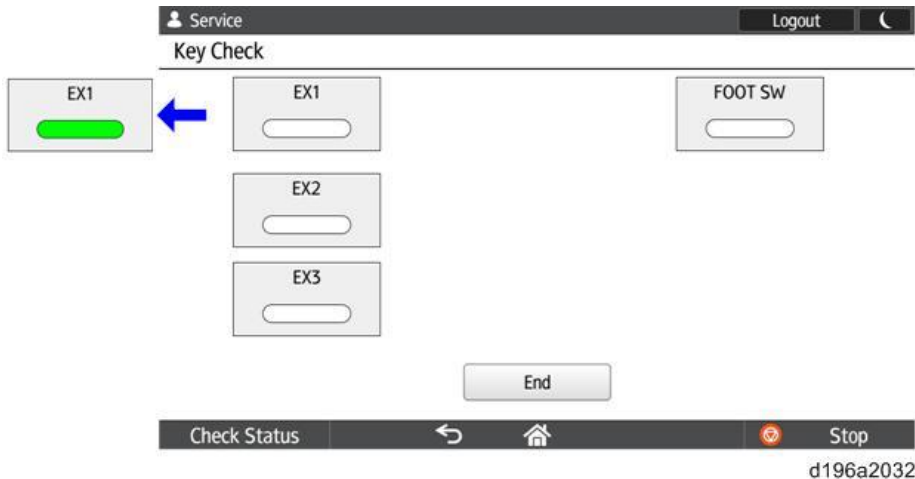 Service
Logout
Key Check
EX1
EX1
FOOT SW
EX2
EX3
End
Check Status
Stop
d196a2032